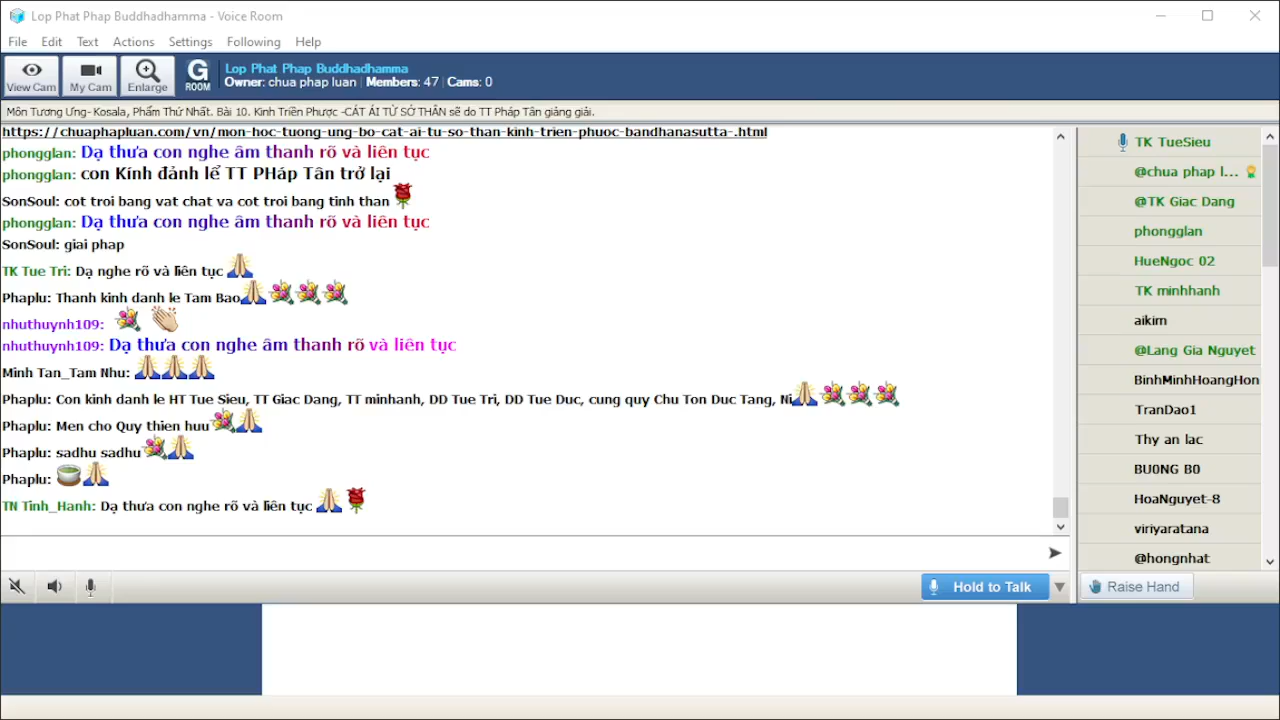 Lop Phat Phap Buddhadhamma - Voice Room
File Edit Text Actions Settings Following Help
View Cam My Cam Enlarge G ROOM
Lop Phat Phap Buddhadhamma
Owner: chua phap luan | Members: 47 | Cams: 0
Môn Tương Ưng- Kosala, Phẩm Thứ Nhất. Bài 10. Kinh Triền Phược -CÁT ÁI TỬ SỞ THÂN sẽ do TT Pháp Tân giảng giải.
https://chuaphapluan.com/vn/mon-hoc-tuong-ung-bo-cat-ai-tu-so-than-kinh-trien-phuoc-bandhanasutta-.html
phongglan: Dạ thưa con nghe âm thanh rõ và liên tục
phongglan: con Kính đảnh lể TT PHáp Tân trở lại
SonSoul: cot troi bang vat chat va cot troi bang tinh than
phongglan: Dạ thưa con nghe âm thanh rõ và liên tục
SonSoul: giai phap
TK Tue Tri: Dạ nghe rõ và liên tục
Phaplu: Thanh kinh danh le Tam Bao
nhuthuynh109:
nhuthuynh109: Dạ thưa con nghe âm thanh rõ và liên tục
Minh Tan_Tam Nhu:
Phaplu: Con kinh danh le HT Tue Sieu, TT Giac Dang, TT minhanh, DD Tue Tri, DD Tue Duc, cung quy Chu Ton Duc Tang, Ni
Phaplu: Men cho Quy thien huu
Phaplu: sadhu sadhu
Phaplu:
TN Tinh_Hanh: Dạ thưa con nghe rõ và liên tục
Hold to Talk
TK TueSieu
@chua phap l...
@TK Giac Dang
phongglan
HueNgoc 02
TK minhhanh
aikim
@Lang Gia Nguyet
BinhMinhHoangHon
TranDao1
Thy an lac
BU0NG B0
HoaNguyet-8
viriyaratana
@hongnhat
Raise Hand